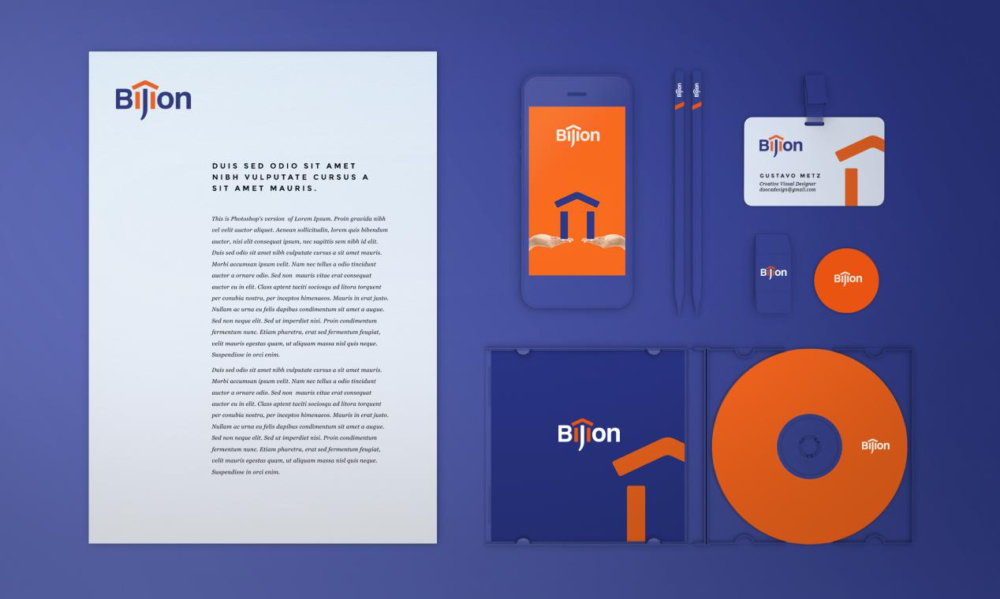 Bijion
DUIS SED ODIO SIT AMET
NIBH VULPUTATE CURSUS A
SIT AMET MAURIS.
This is Photoshop's version of Lorem Ipsum. Proin gravida nibh
vel velit auctor aliquet. Aenean sollicitudin, lorem quis bibendum
auctor, nisi elit consequat ipsum, nec sagittis sem nibh id elit.
Duis sed odio sit amet nibh vulputate cursus a sit amet mauris.
Morbi accumsan ipsum velit. Nam nec tellus a odio tincidunt
auctor a ornare odio. Sed non mauris vitae erat consequat
auctor eu in elit. Class aptent taciti sociosqu ad litora torquent
per conubia nostra, per inceptos himenaeos. Mauris in erat justo.
Nullam ac urna eu felis dapibus condimentum sit amet a augue.
Sed non neque elit. Sed ut imperdiet nisi. Proin condimentum
fermentum nunc. Etiam pharetra, erat sed fermentum feugiat,
velit mauris egestas quam, ut aliquam massa nisl quis neque.
Suspendisse in orci enim.
Duis sed odio sit amet nibh vulputate cursus a sit amet mauris.
Morbi accumsan ipsum velit. Nam nec tellus a odio tincidunt
auctor a ornare odio. Sed non mauris vitae erat consequat
auctor eu in elit. Class aptent taciti sociosqu ad litora torquent
per conubia nostra, per inceptos himenaeos. Mauris in erat justo.
Nullam ac urna eu felis dapibus condimentum sit amet a augue.
Sed non neque elit. Sed ut imperdiet nisi. Proin condimentum
fermentum nunc. Etiam pharetra, erat sed fermentum feugiat,
velit mauris egestas quam, ut aliquam massa nisl quis neque.
Suspendisse in orci enim.
Bijion
Bijion
Bijion
Bijion
GUSTAVO METZ
Creative Visual Designer
doocadesign@gmail.com
Bijion
Bijion
Bijion
Bijion